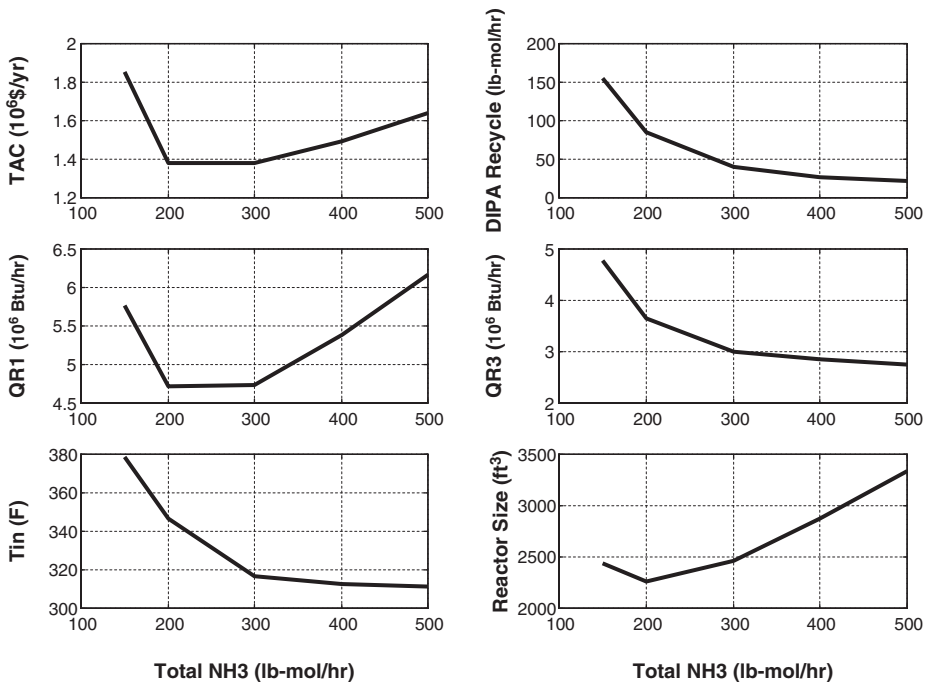 TAC (10⁶$/yr)
2
1.8
1.6
1.4
1.2
100 200 300 400 500
DIPA Recycle (lb-mol/hr)
200
150
100
50
0
100 200 300 400 500
QR1 (10⁶ Btu/hr)
6.5
6
5.5
5
4.5
100 200 300 400 500
QR3 (10⁶ Btu/hr)
5
4
3
2
100 200 300 400 500
Tin (F)
380
360
340
320
300
100 200 300 400 500
Total NH3 (lb-mol/hr)
Reactor Size (ft³)
3500
3000
2500
2000
100 200 300 400 500
Total NH3 (lb-mol/hr)